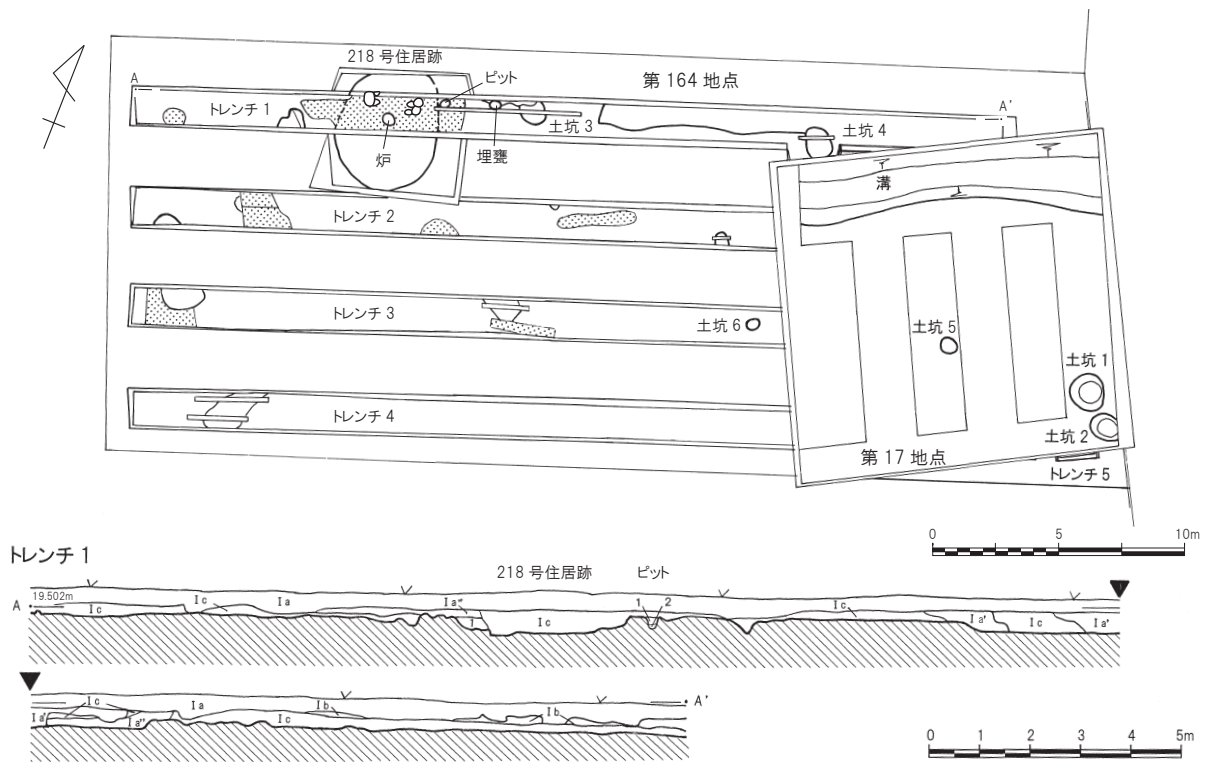 218 号住居跡
ピット
第 164 地点
A
A'
トレンチ 1
土坑 3
土坑 4
炉
埋甕
溝
トレンチ 2
トレンチ 3
土坑 6
土坑 5
土坑 1
トレンチ 4
土坑 2
第 17 地点
トレンチ 5
0 5 10m
トレンチ 1
218 号住居跡 ピット
A 19.502m
Ⅰc Ⅰc Ⅰa Ⅰa'' 1 Ⅰc 1 2 Ⅰc Ⅰa' Ⅰc Ⅰa'
A'
Ⅰa' Ⅰc Ⅰa'' Ⅰa Ⅰc Ⅰb Ⅰb
0 1 2 3 4 5m